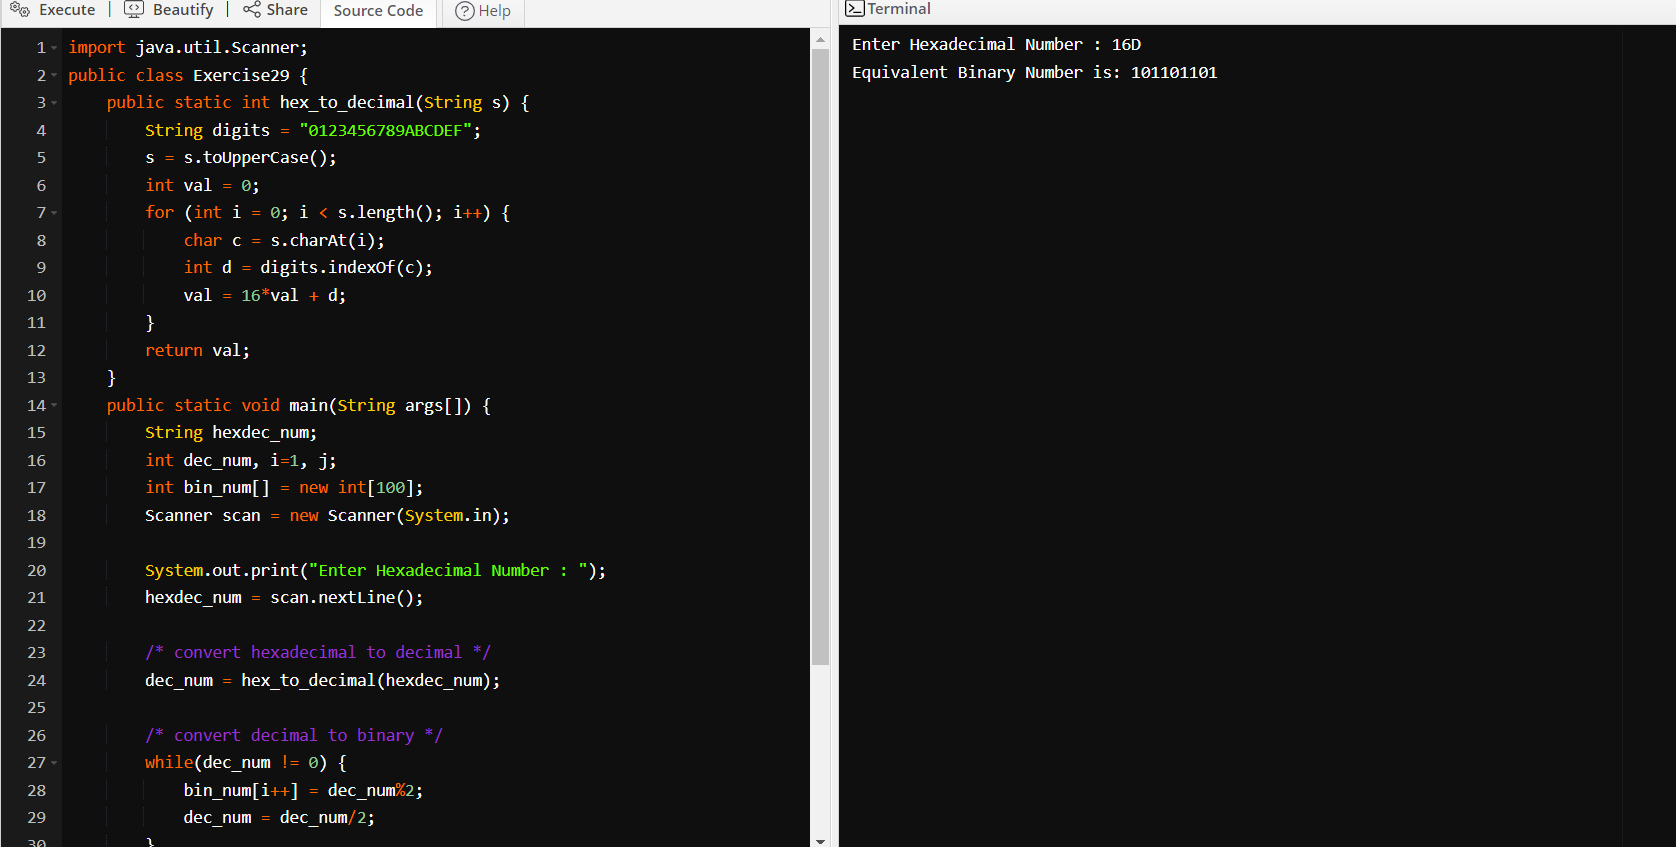 Execute | Beautify | Share Source Code Help
1 import java.util.Scanner;
2 public class Exercise29 {
3 public static int hex_to_decimal(String s) {
4 String digits = "0123456789ABCDEF";
5 s = s.toUpperCase();
6 int val = 0;
7 for (int i = 0; i < s.length(); i++) {
8 char c = s.charAt(i);
9 int d = digits.indexOf(c);
10 val = 16*val + d;
11 }
12 return val;
13 }
14 public static void main(String args[]) {
15 String hexdec_num;
16 int dec_num, i=1, j;
17 int bin_num[] = new int[100];
18 Scanner scan = new Scanner(System.in);
19
20 System.out.print("Enter Hexadecimal Number : ");
21 hexdec_num = scan.nextLine();
22
23 /* convert hexadecimal to decimal */
24 dec_num = hex_to_decimal(hexdec_num);
25
26 /* convert decimal to binary */
27 while(dec_num != 0) {
28 bin_num[i++] = dec_num%2;
29 dec_num = dec_num/2;
30 }
Terminal
Enter Hexadecimal Number : 16D
Equivalent Binary Number is: 101101101